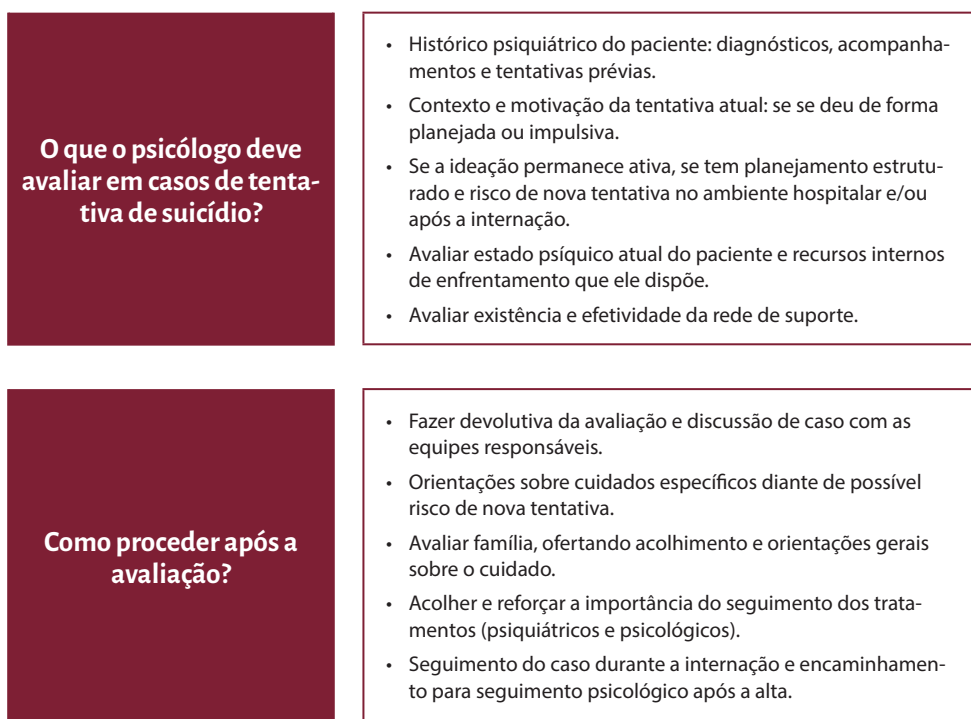 O que o psicólogo deve
avaliar em casos de tenta-
tiva de suicídio?
• Histórico psiquiátrico do paciente: diagnósticos, acompanha-
mentos e tentativas prévias.
• Contexto e motivação da tentativa atual: se se deu de forma
planejada ou impulsiva.
• Se a ideação permanece ativa, se tem planejamento estrutu-
rado e risco de nova tentativa no ambiente hospitalar e/ou
após a internação.
• Avaliar estado psíquico atual do paciente e recursos internos
de enfrentamento que ele dispõe.
• Avaliar existência e efetividade da rede de suporte.
Como proceder após a
avaliação?
• Fazer devolutiva da avaliação e discussão de caso com as
equipes responsáveis.
• Orientações sobre cuidados específicos diante de possível
risco de nova tentativa.
• Avaliar família, ofertando acolhimento e orientações gerais
sobre o cuidado.
• Acolher e reforçar a importância do seguimento dos trata-
mentos (psiquiátricos e psicológicos).
• Seguimento do caso durante a internação e encaminhamen-
to para seguimento psicológico após a alta.